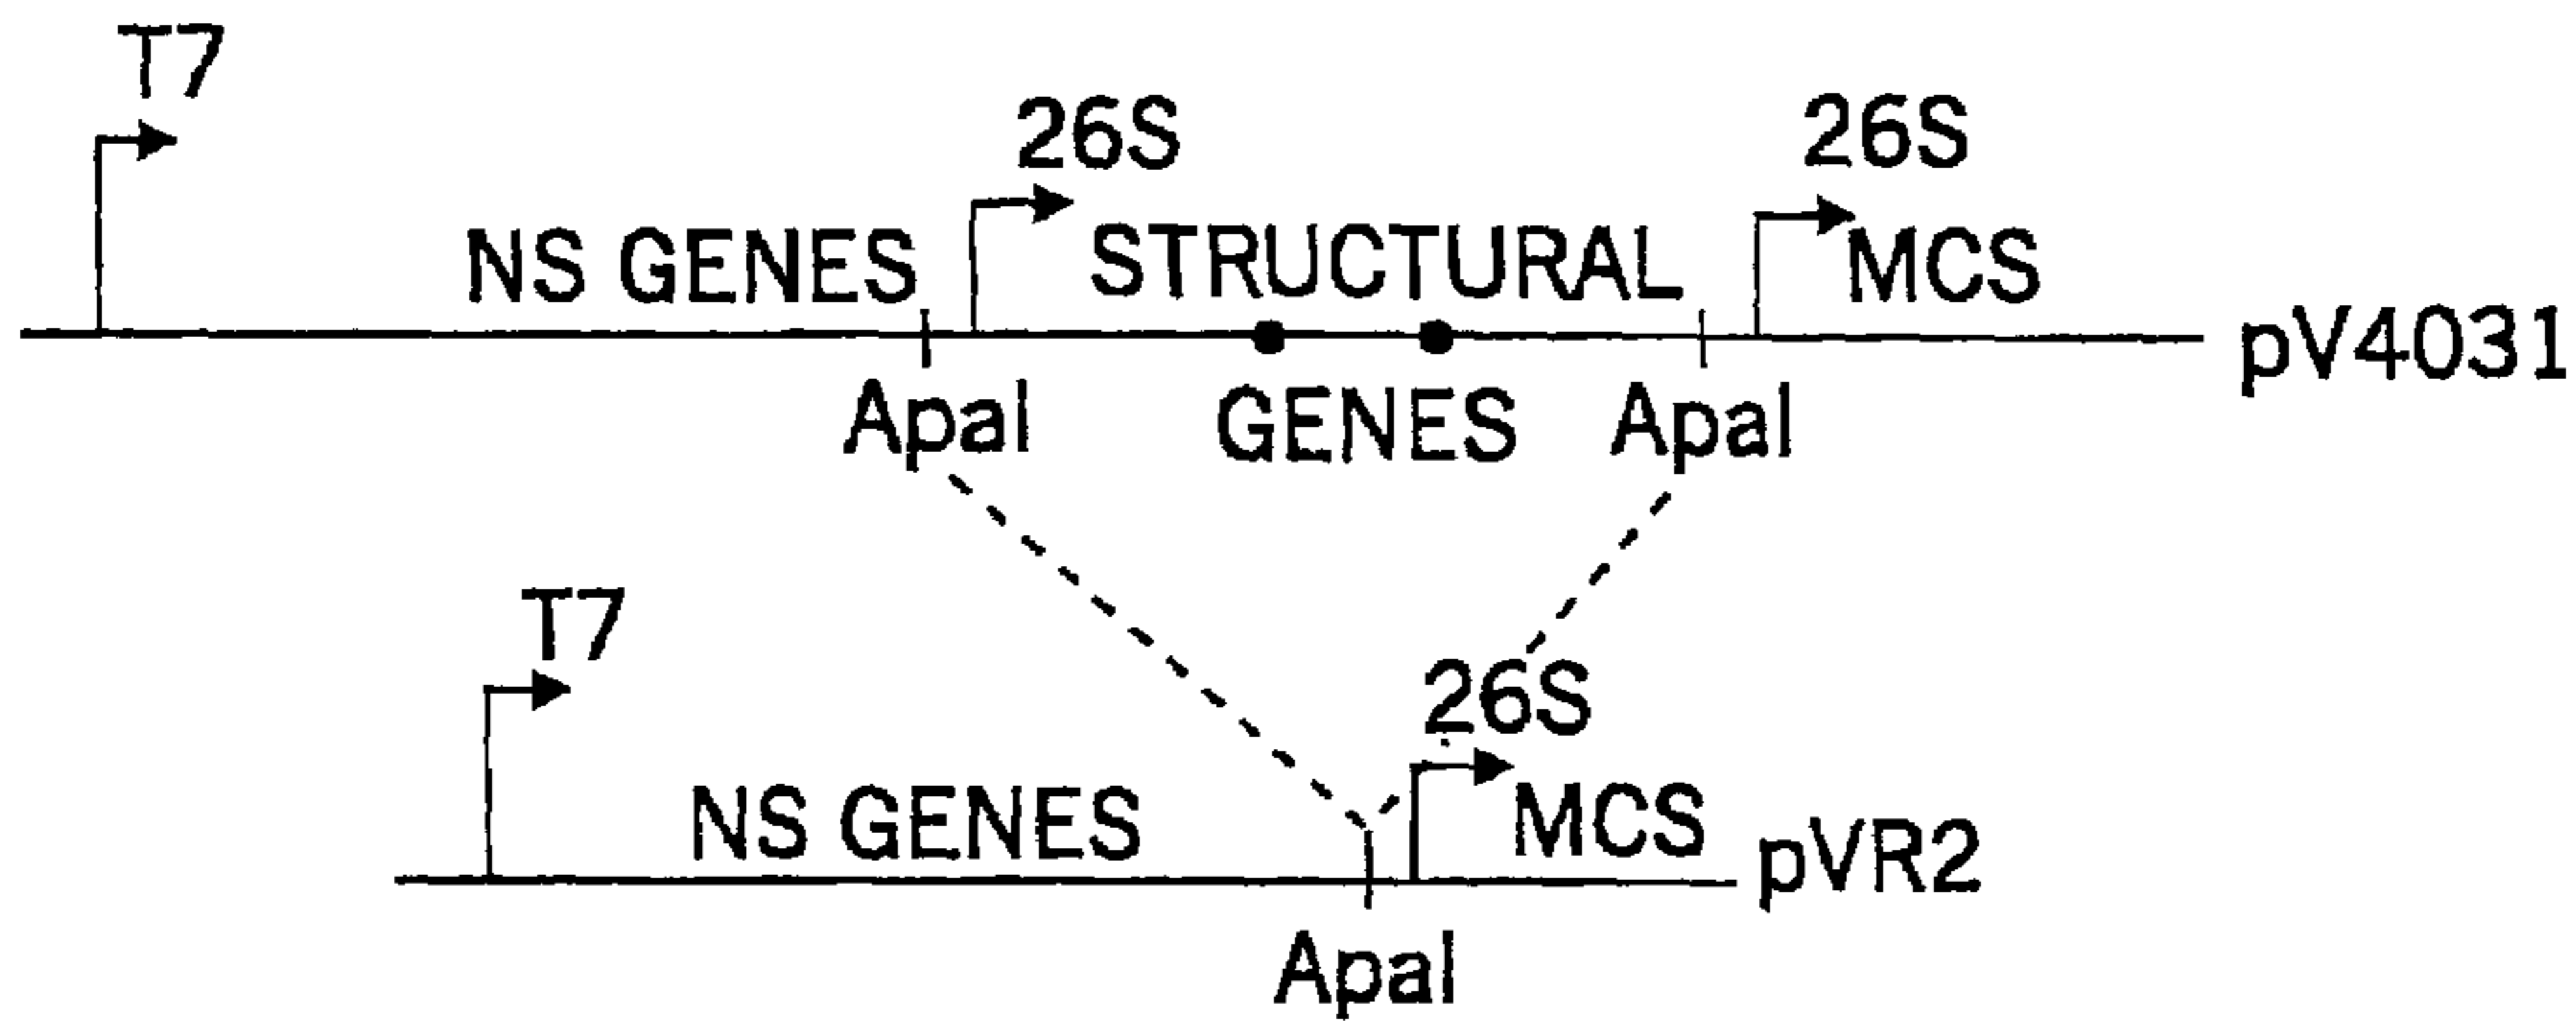 T7
26S 26S
NS GENES STRUCTURAL MCS
pV4031
ApaI GENES ApaI
T7
26S
NS GENES MCS
pVR2
ApaI